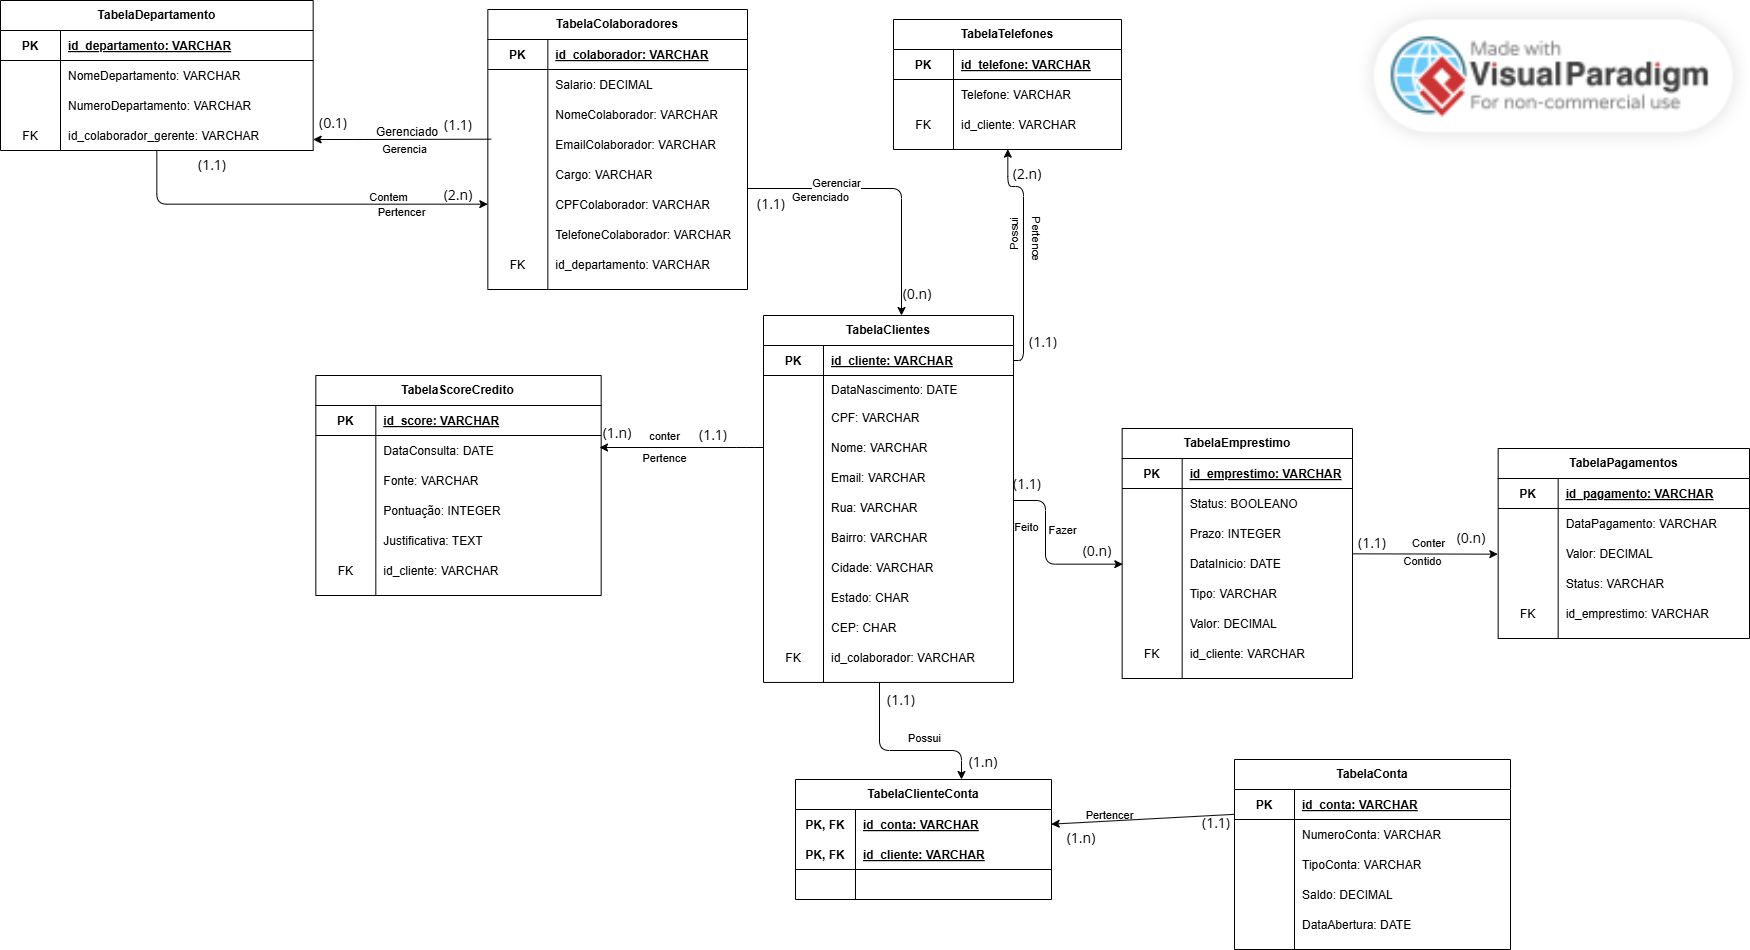 TabelaDepartamento
PK id_departamento: VARCHAR
NomeDepartamento: VARCHAR
NumeroDepartamento: VARCHAR
FK id_colaborador_gerente: VARCHAR
(0.1)
Gerenciado
(1.1)
Gerencia
(1.1)
Contem
(2.n)
Pertencer
TabelaColaboradores
PK id_colaborador: VARCHAR
Salario: DECIMAL
NomeColaborador: VARCHAR
EmailColaborador: VARCHAR
Cargo: VARCHAR
CPFColaborador: VARCHAR
TelefoneColaborador: VARCHAR
FK id_departamento: VARCHAR
Gerenciar
(1.1)
Gerenciado
(0.n)
TabelaTelefones
PK id_telefone: VARCHAR
Telefone: VARCHAR
FK id_cliente: VARCHAR
(2.n)
Possui
Pertence
(1.1)
Made with
Visual Paradigm
For non-commercial use
TabelaClientes
PK id_cliente: VARCHAR
DataNascimento: DATE
CPF: VARCHAR
Nome: VARCHAR
Email: VARCHAR
Rua: VARCHAR
Bairro: VARCHAR
Cidade: VARCHAR
Estado: CHAR
CEP: CHAR
FK id_colaborador: VARCHAR
TabelaScoreCredito
PK id_score: VARCHAR
DataConsulta: DATE
Fonte: VARCHAR
Pontuação: INTEGER
Justificativa: TEXT
FK id_cliente: VARCHAR
(1.n)
conter
(1.1)
Pertence
(1.1)
Feito
Fazer
(0.n)
TabelaEmprestimo
PK id_emprestimo: VARCHAR
Status: BOOLEANO
Prazo: INTEGER
DataInicio: DATE
Tipo: VARCHAR
Valor: DECIMAL
FK id_cliente: VARCHAR
(1.1)
Conter
(0.n)
Contido
TabelaPagamentos
PK id_pagamento: VARCHAR
DataPagamento: VARCHAR
Valor: DECIMAL
Status: VARCHAR
FK id_emprestimo: VARCHAR
(1.1)
Possui
(1.n)
TabelaClienteConta
PK, FK id_conta: VARCHAR
PK, FK id_cliente: VARCHAR
Pertencer
(1.1)
(1.n)
TabelaConta
PK id_conta: VARCHAR
NumeroConta: VARCHAR
TipoConta: VARCHAR
Saldo: DECIMAL
DataAbertura: DATE